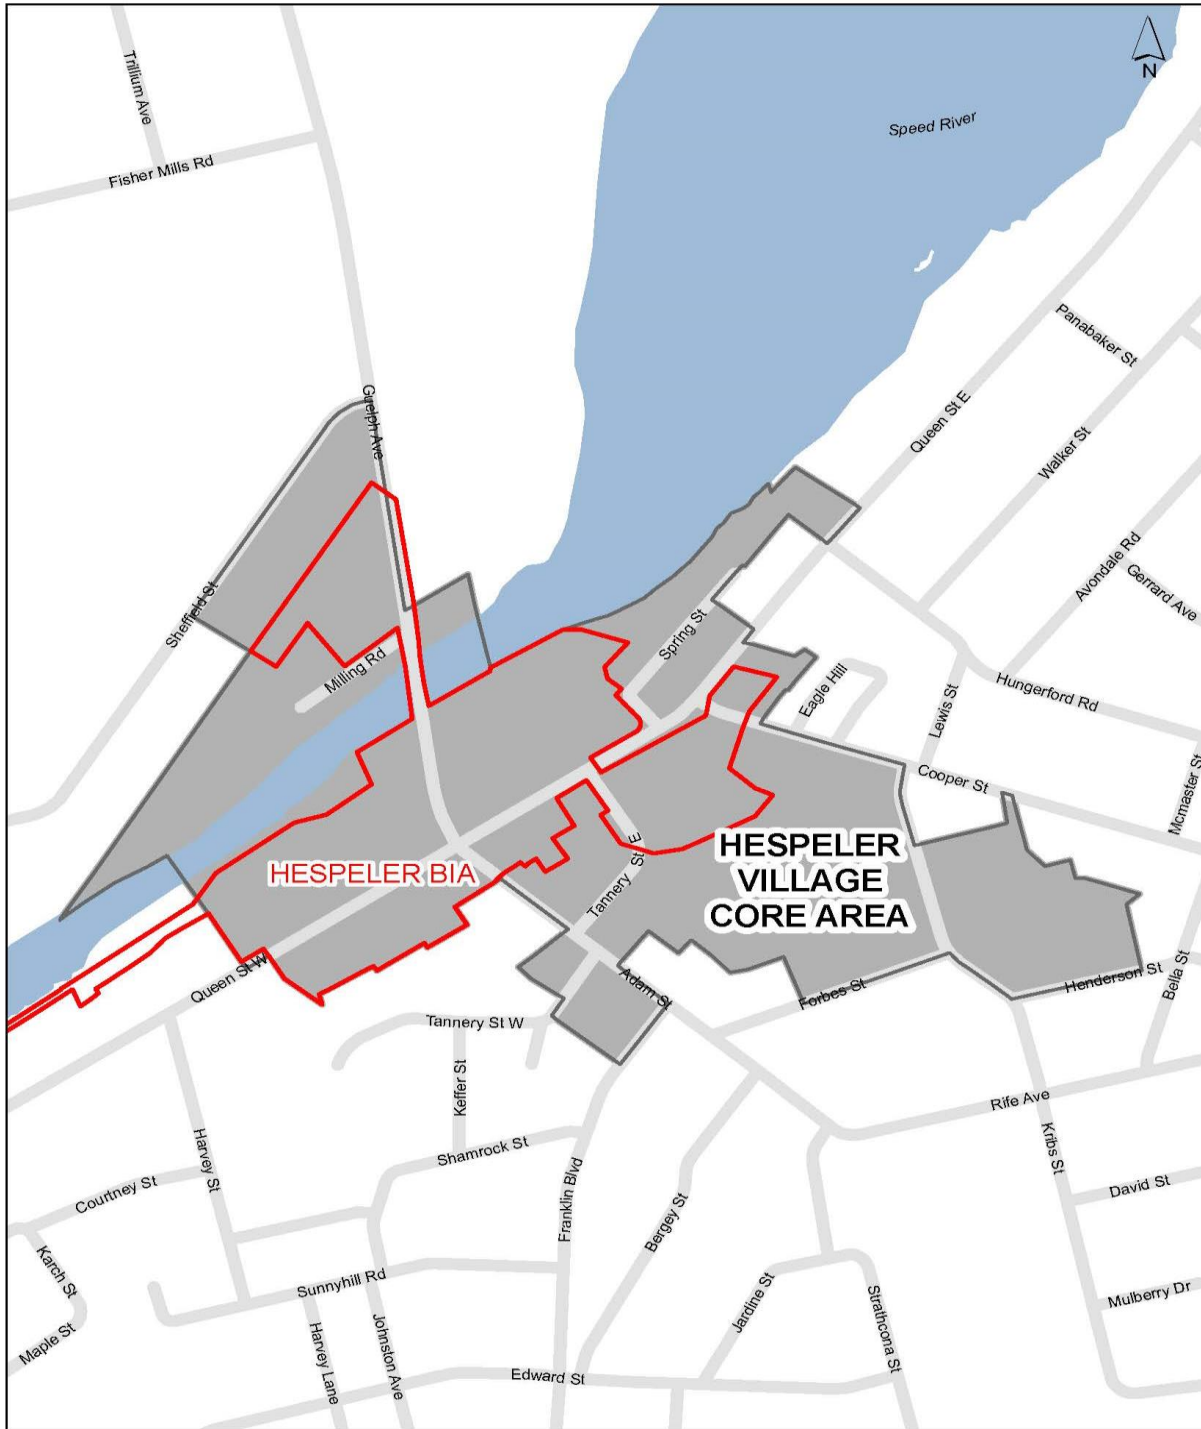 N
Trillium Ave
Speed River
Fisher Mills Rd
Panabaker St
Guelph Ave
Queen St E
Walker St
Avondale Rd
Gerrard Ave
Sheffield St
Spring St
Milling Rd
Eagle Hill
Lewis St
Hungerford Rd
Cooper St
Mcmaster St
HESPELER BIA
Tannery St E
HESPELER
VILLAGE
CORE AREA
Queen St W
Adam St
Forbes St
Henderson St
Bella St
Tannery St W
Keffer St
Rife Ave
Harvey St
Shamrock St
Kribs St
Courtney St
Franklin Blvd
Bergey St
David St
Karch St
Sunnyhill Rd
Jardine St
Strathcona St
Mulberry Dr
Maple St
Harvey Lane
Johnston Ave
Edward St